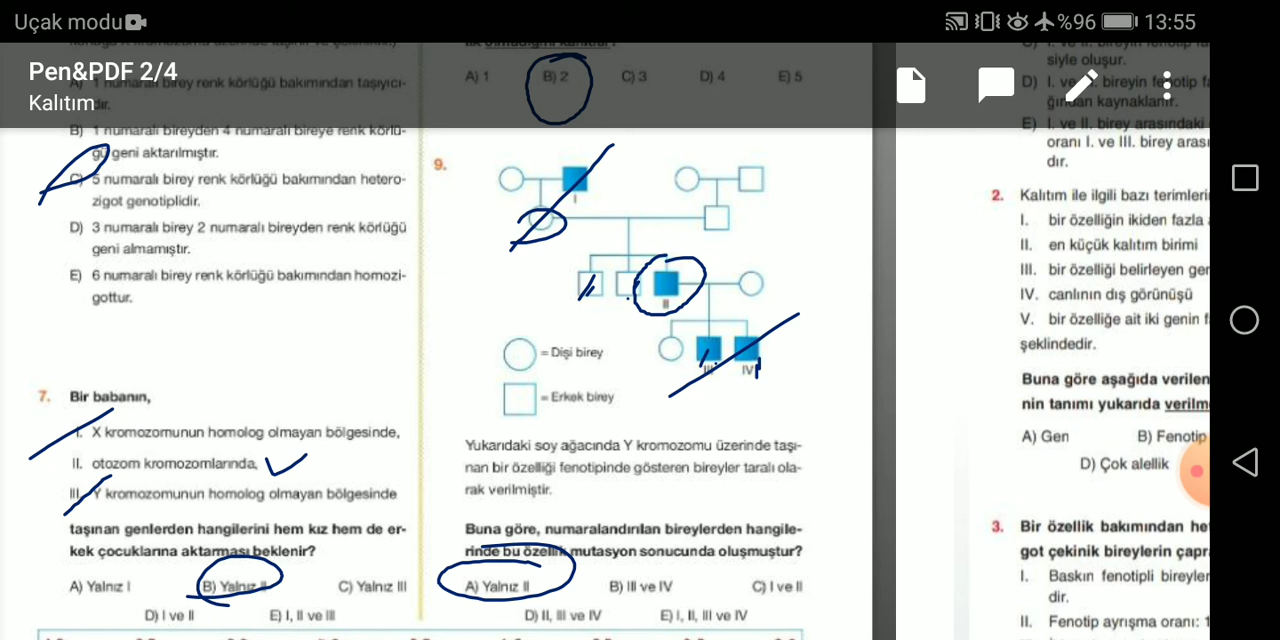 Uçak modu
%96 13:55
Pen&PDF 2/4
Kalıtım
A) 1 numaralı birey renk körlüğü bakımından taşıyıcı-
dır.
B) 1 numaralı bireyden 4 numaralı bireye renk körlü-
ğü geni aktarılmıştır.
C) 5 numaralı birey renk körlüğü bakımından hetero-
zigot genotiplidir.
D) 3 numaralı birey 2 numaralı bireyden renk körlüğü
geni almamıştır.
E) 6 numaralı birey renk körlüğü bakımından homozi-
gottur.
7. Bir babanın,
I. X kromozomunun homolog olmayan bölgesinde,
II. otozom kromozomlarında,
III. Y kromozomunun homolog olmayan bölgesinde
taşınan genlerden hangilerini hem kız hem de er-
kek çocuklarına aktarması beklenir?
A) Yalnız I B) Yalnız II C) Yalnız III
D) I ve II E) I, II ve III
A) 1 B) 2 C) 3 D) 4 E) 5
9.
I
II
III IV
= Dişi birey
= Erkek birey
Yukarıdaki soy ağacında Y kromozomu üzerinde taşı-
nan bir özelliği fenotipinde gösteren bireyler taralı ola-
rak verilmiştir.
Buna göre, numaralandırılan bireylerden hangile-
rinde bu özellik mutasyon sonucunda oluşmuştur?
A) Yalnız II B) III ve IV C) I ve II
D) II, III ve IV E) I, II, III ve IV
siyle oluşur.
D) I. ve II. bireyin fenotip fa
ğından kaynaklanır.
E) I. ve II. birey arasındaki
oranı I. ve III. birey arası
dır.
2. Kalıtım ile ilgili bazı terimleri
I. bir özelliğin ikiden fazla
II. en küçük kalıtım birimi
III. bir özelliği belirleyen ger
IV. canlının dış görünüşü
V. bir özelliğe ait iki genin f
şeklindedir.
Buna göre aşağıda verilen
nin tanımı yukarıda verilm
A) Gen B) Fenotip
D) Çok alellik
3. Bir özellik bakımından he
got çekinik bireylerin çapr
I. Baskın fenotipli bireyler
dir.
II. Fenotip ayrışma oranı: 1